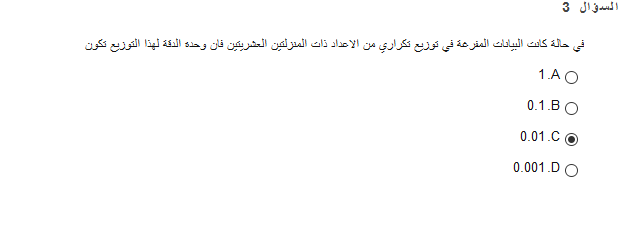 السؤال 3
في حالة كانت البيانات المفرغة في توزيع تكراري من الاعداد ذات المنزلتين العشريتين فان وحده الدقة لهذا التوزيع تكون
1.A
0.1.B
0.01.C
0.001.D